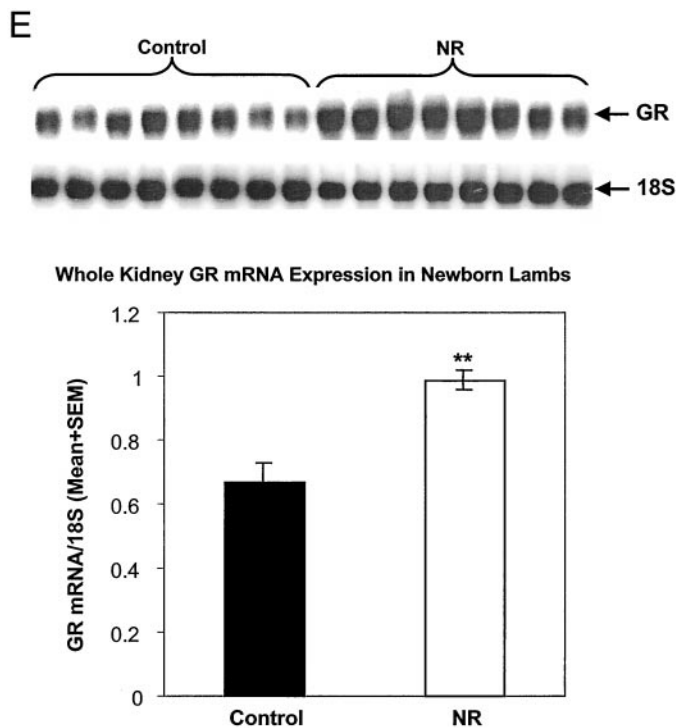 E
Control NR
GR
18S
Whole Kidney GR mRNA Expression in Newborn Lambs
GR mRNA/18S (Mean+SEM)
1.2
1
0.8
0.6
0.4
0.2
0
**
Control NR